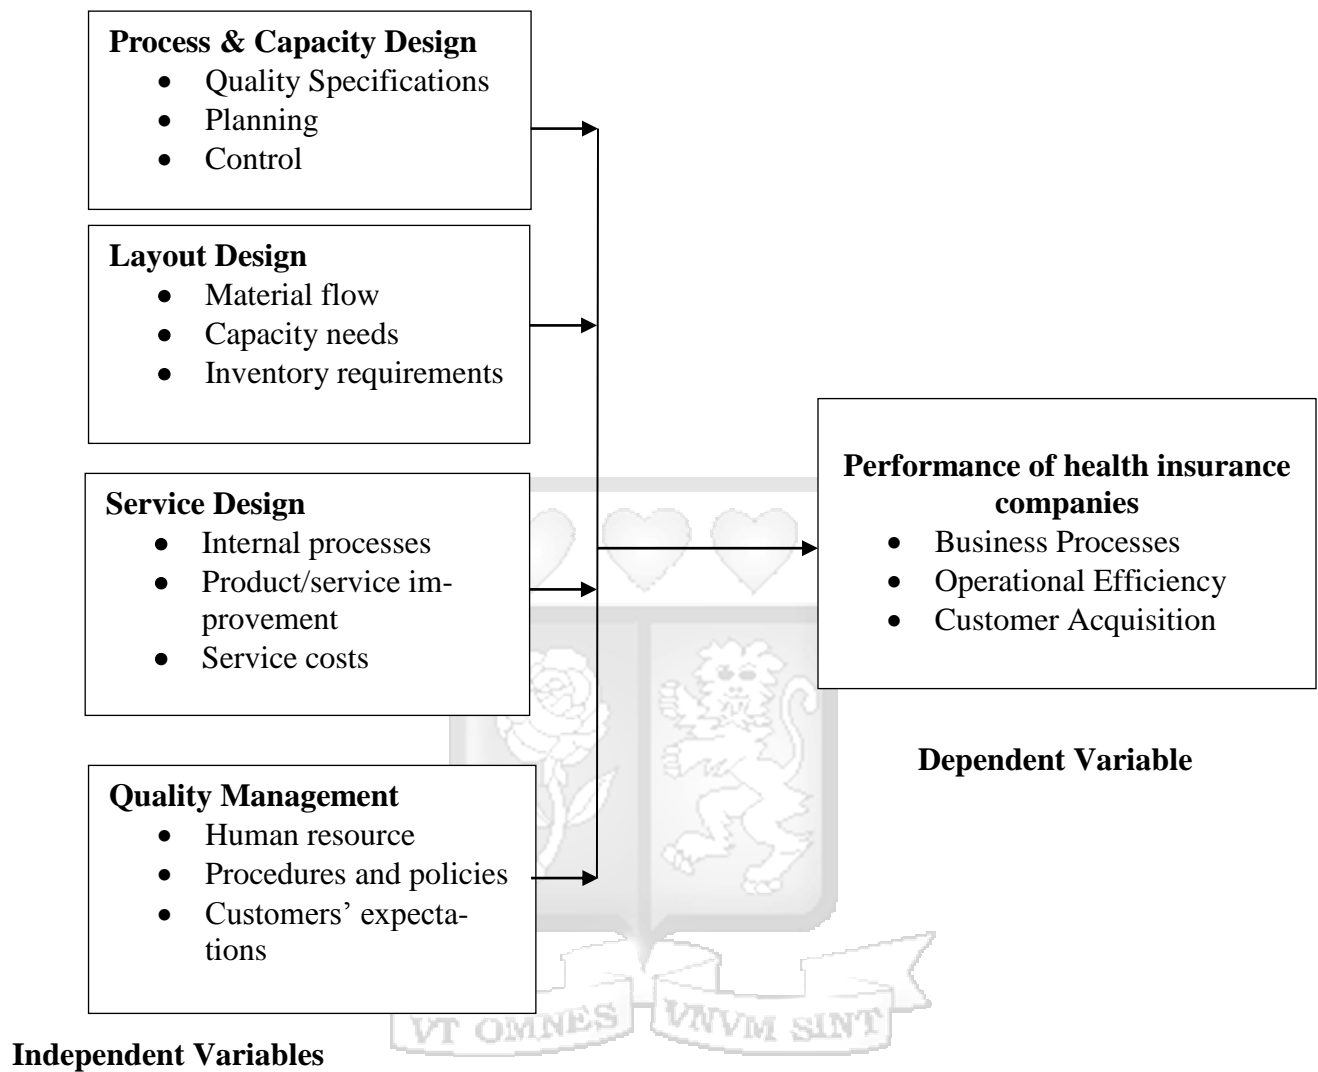 Process & Capacity Design
• Quality Specifications
• Planning
• Control
Layout Design
• Material flow
• Capacity needs
• Inventory requirements
Service Design
• Internal processes
• Product/service im-
provement
• Service costs
Quality Management
• Human resource
• Procedures and policies
• Customers’ expecta-
tions
Independent Variables
Performance of health insurance
companies
• Business Processes
• Operational Efficiency
• Customer Acquisition
Dependent Variable
VT OMNES VNVM SINT